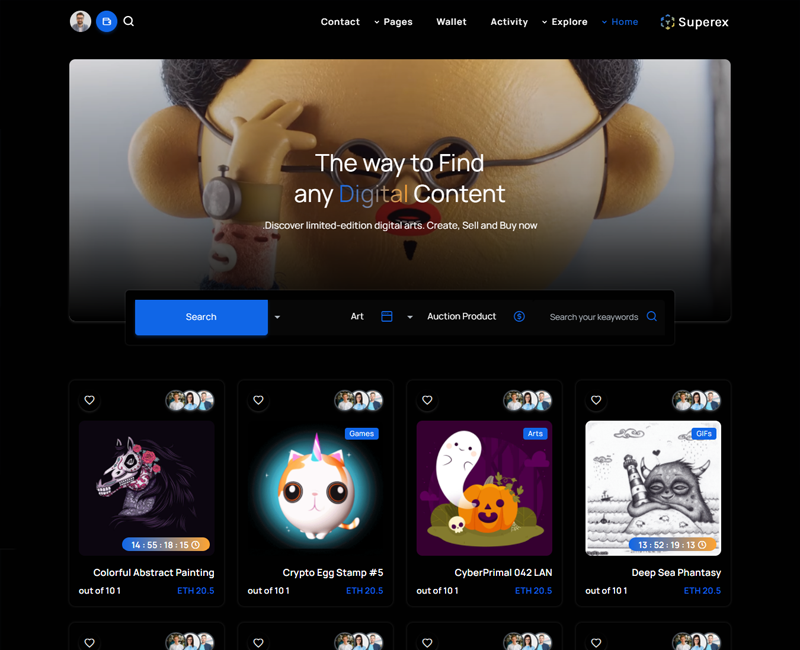 Contact
Pages
Wallet
Activity
Explore
Home
Superex
The way to Find
any Digital Content
.Discover limited-edition digital arts. Create, Sell and Buy now
Search
Art
Auction Product
Search your keaywords
Games
Arts
GIFs
14 : 55 : 18 : 15
13 : 52 : 19 : 13
Colorful Abstract Painting
Crypto Egg Stamp #5
CyberPrimal 042 LAN
Deep Sea Phantasy
out of 10 1
ETH 20.5
out of 10 1
ETH 20.5
out of 10 1
ETH 20.5
out of 10 1
ETH 20.5